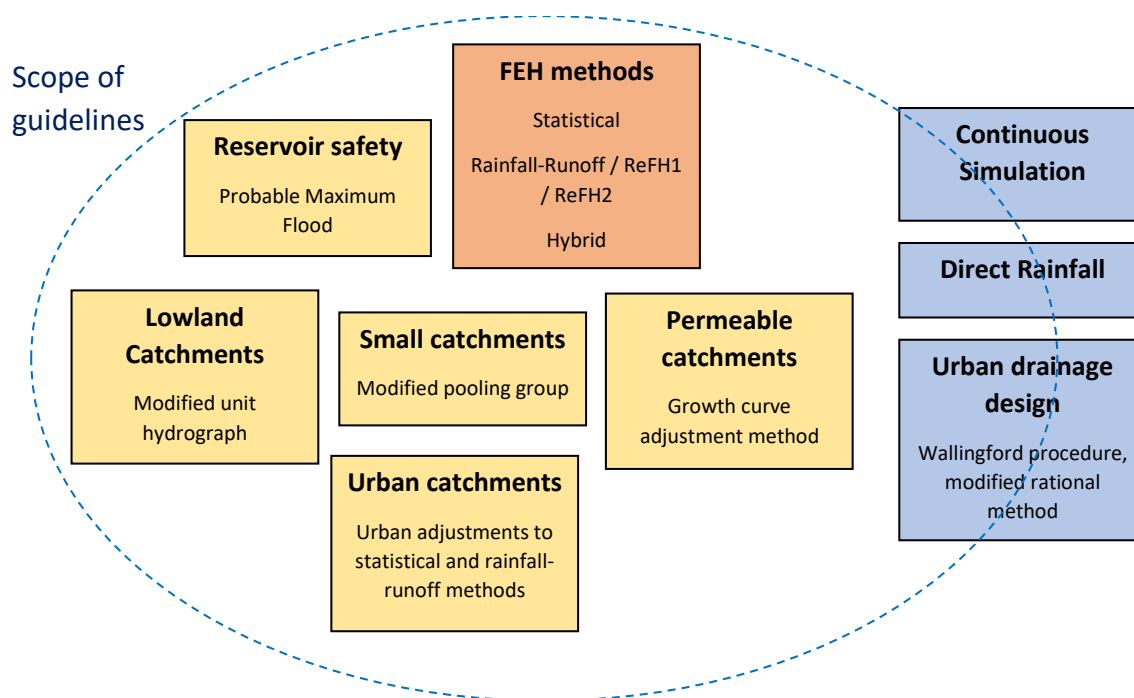 Scope of
guidelines
FEH methods
Statistical
Rainfall-Runoff / ReFH1
/ ReFH2
Hybrid
Reservoir safety
Probable Maximum
Flood
Continuous
Simulation
Direct Rainfall
Lowland
Catchments
Modified unit
hydrograph
Small catchments
Modified pooling group
Permeable
catchments
Growth curve
adjustment method
Urban drainage
design
Wallingford procedure,
modified rational
method
Urban catchments
Urban adjustments to
statistical and rainfall-
runoff methods